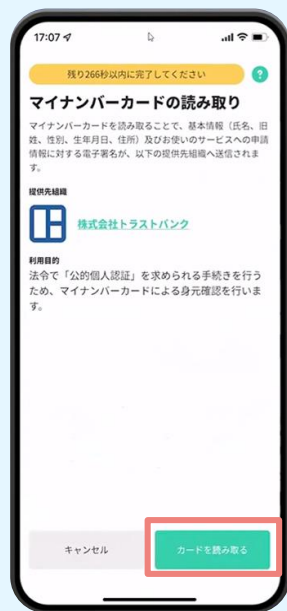 17:07
残り266秒以内に完了してください
?
マイナンバーカードの読み取り
マイナンバーカードを読み取ることで、基本情報（氏名、旧
姓、性別、生年月日、住所）及びお使いのサービスへの申請
情報に対する電子署名が、以下の提供先組織へ送信されま
す。
提供先組織
株式会社トラストバンク
利用目的
法令で「公的個人認証」を求められる手続きを行う
ため、マイナンバーカードによる身元確認を行いま
す。
キャンセル
カードを読み取る